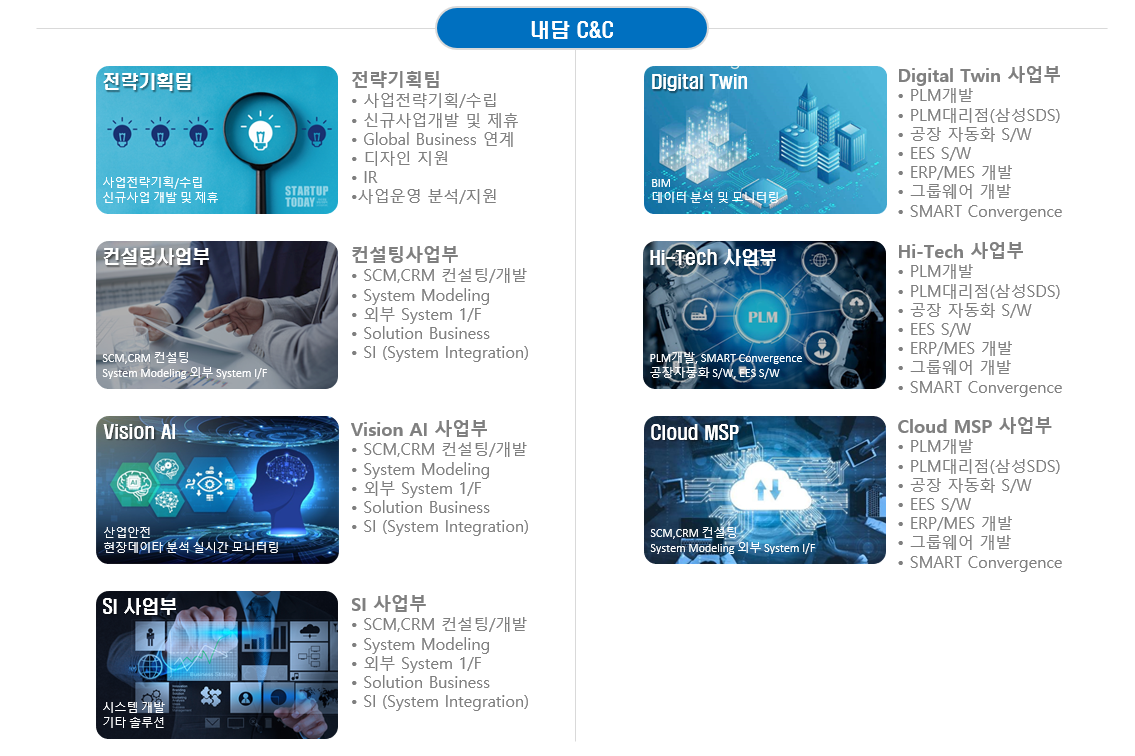 내담 C&C
전략기획팀
사업전략기획/수립
신규사업 개발 및 제휴
STARTUP
TODAY
전략기획팀
• 사업전략기획/수립
• 신규사업개발 및 제휴
• Global Business 연계
• 디자인 지원
• IR
•사업운영 분석/지원
컨설팅사업부
SCM,CRM 컨설팅
System Modeling 외부 System I/F
컨설팅사업부
• SCM,CRM 컨설팅/개발
• System Modeling
• 외부 System 1/F
• Solution Business
• SI (System Integration)
Vision AI
AI
산업안전
현장데이타 분석 실시간 모니터링
Vision AI 사업부
• SCM,CRM 컨설팅/개발
• System Modeling
• 외부 System 1/F
• Solution Business
• SI (System Integration)
SI 사업부
Business Strategy
시스템 개발
기타 솔루션
SI 사업부
• SCM,CRM 컨설팅/개발
• System Modeling
• 외부 System 1/F
• Solution Business
• SI (System Integration)
Digital Twin
BIM
데이터 분석 및 모니터링
Digital Twin 사업부
• PLM개발
• PLM대리점(삼성SDS)
• 공장 자동화 S/W
• EES S/W
• ERP/MES 개발
• 그룹웨어 개발
• SMART Convergence
Hi-Tech 사업부
PLM
PLM개발, SMART Convergence
공장자동화 S/W, EES S/W
Hi-Tech 사업부
• PLM개발
• PLM대리점(삼성SDS)
• 공장 자동화 S/W
• EES S/W
• ERP/MES 개발
• 그룹웨어 개발
• SMART Convergence
Cloud MSP
SCM,CRM 컨설팅
System Modeling 외부 System I/F
Cloud MSP 사업부
• PLM개발
• PLM대리점(삼성SDS)
• 공장 자동화 S/W
• EES S/W
• ERP/MES 개발
• 그룹웨어 개발
• SMART Convergence